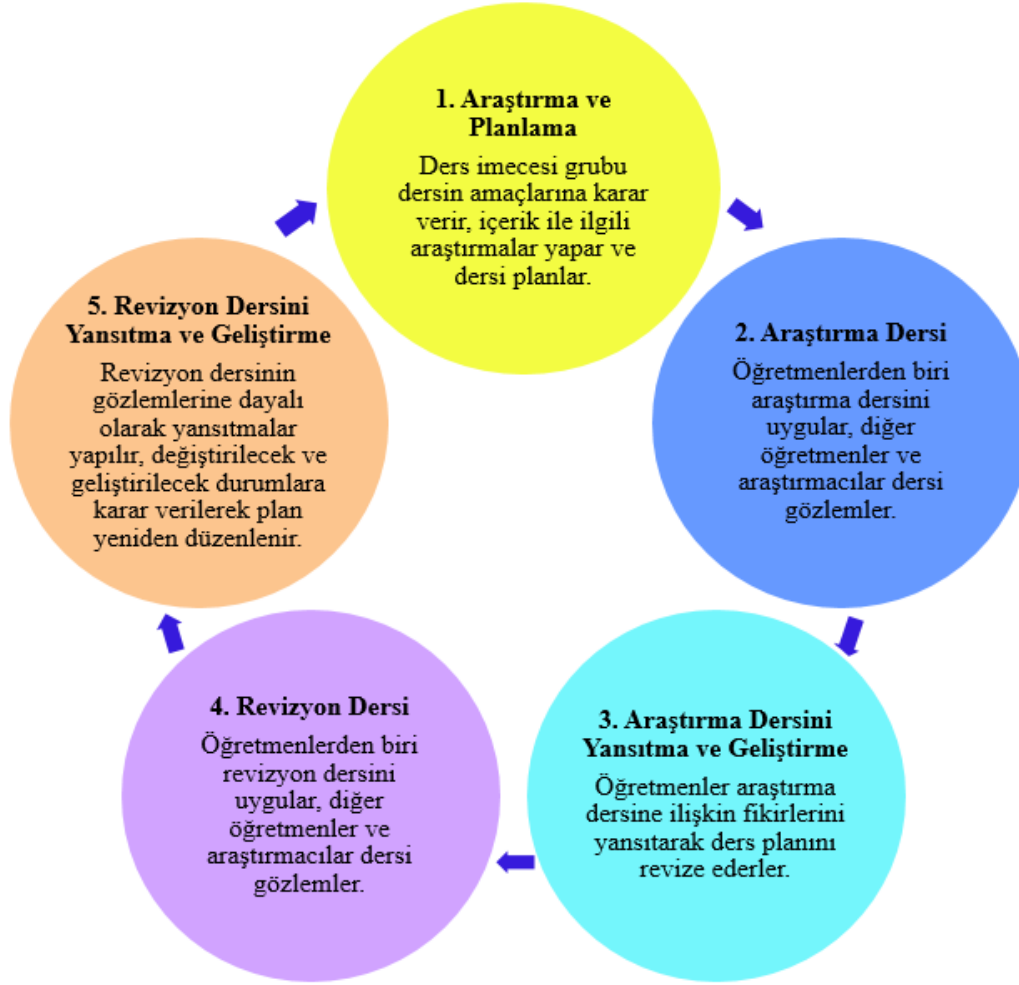 1. Araştırma ve
Planlama
Ders imecesi grubu
dersin amaçlarına karar
verir, içerik ile ilgili
araştırmalar yapar ve
dersi planlar.
2. Araştırma Dersi
Öğretmenlerden biri
araştırma dersini
uygular, diğer
öğretmenler ve
araştırmacılar dersi
gözlemler.
3. Araştırma Dersini
Yansıtma ve Geliştirme
Öğretmenler araştırma
dersine ilişkin fikirlerini
yansıtarak ders planını
revize ederler.
4. Revizyon Dersi
Öğretmenlerden biri
revizyon dersini
uygular, diğer
öğretmenler ve
araştırmacılar dersi
gözlemler.
5. Revizyon Dersini
Yansıtma ve Geliştirme
Revizyon dersinin
gözlemlerine dayalı
olarak yansıtmalar
yapılır, değiştirilecek ve
geliştirilecek durumlara
karar verilerek plan
yeniden düzenlenir.